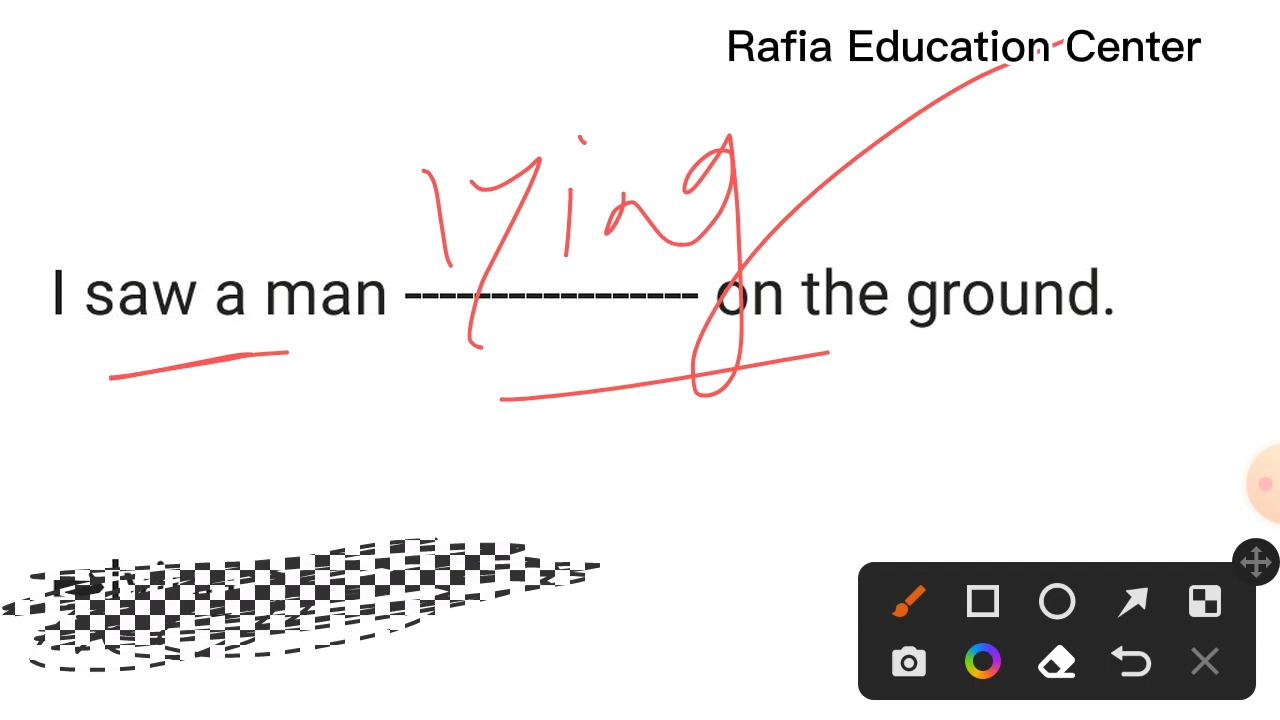 Rafia Education Center
lying
I saw a man ----------------- on the ground.